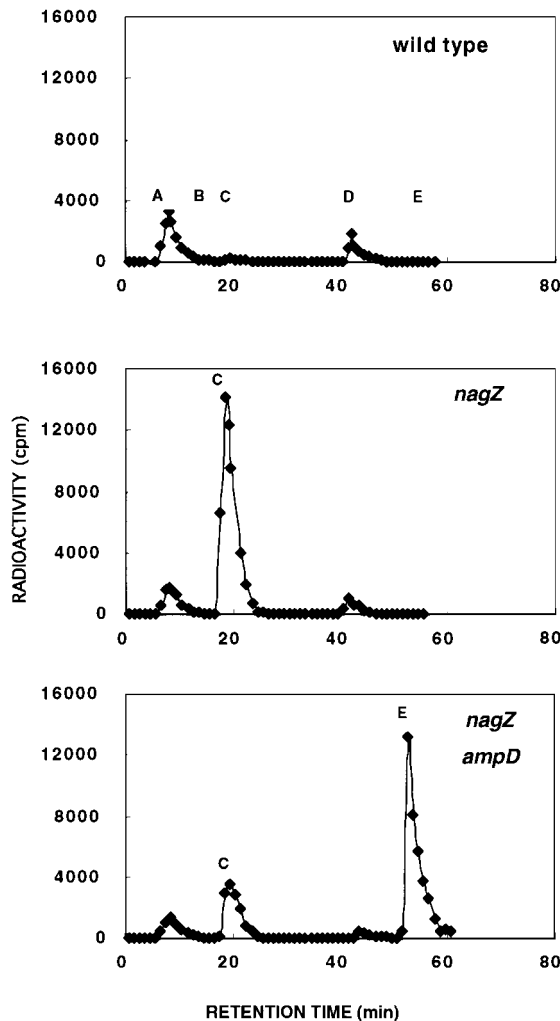 16000
wild type
12000
8000
4000
A B C D E
0
0 20 40 60 80
16000
C
nagZ
12000
8000
4000
0
0 20 40 60 80
RADIOACTIVITY (cpm)
16000
E
nagZ
ampD
12000
8000
C
4000
0
0 20 40 60 80
RETENTION TIME (min)